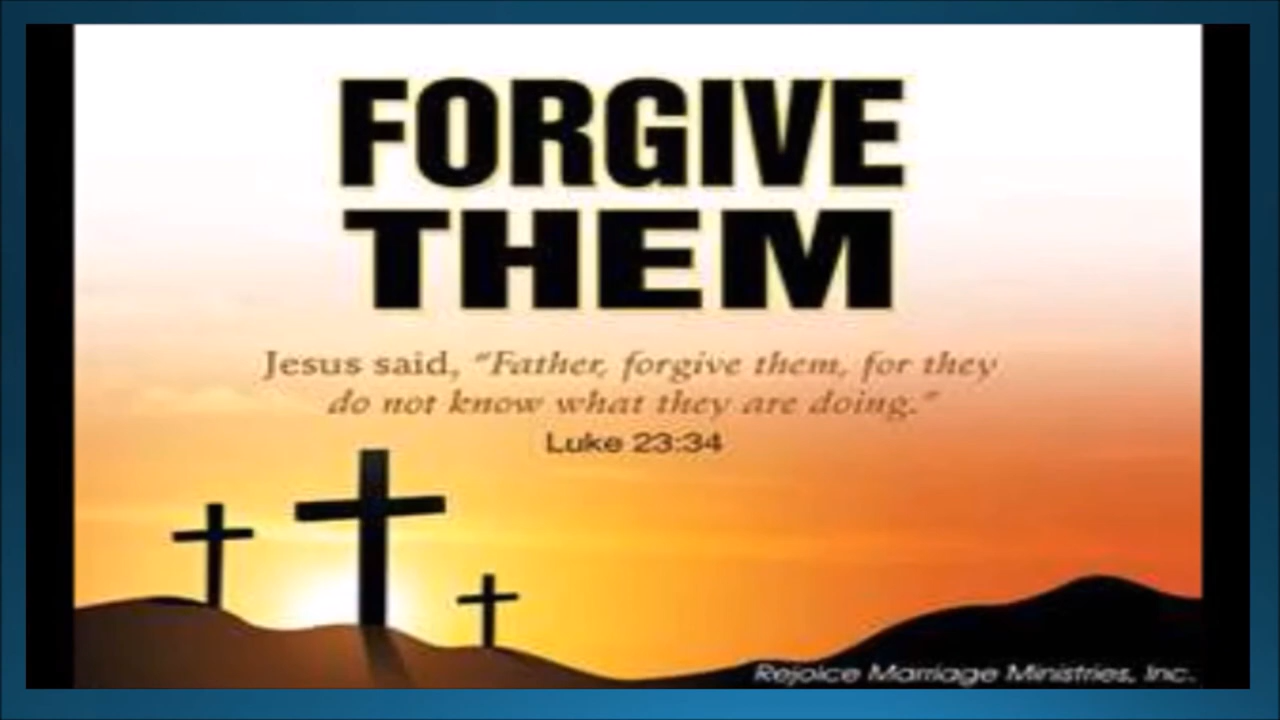 FORGIVE
THEM
Jesus said, “Father, forgive them, for they
do not know what they are doing.”
Luke 23:34
Rejoice Marriage Ministries, Inc.